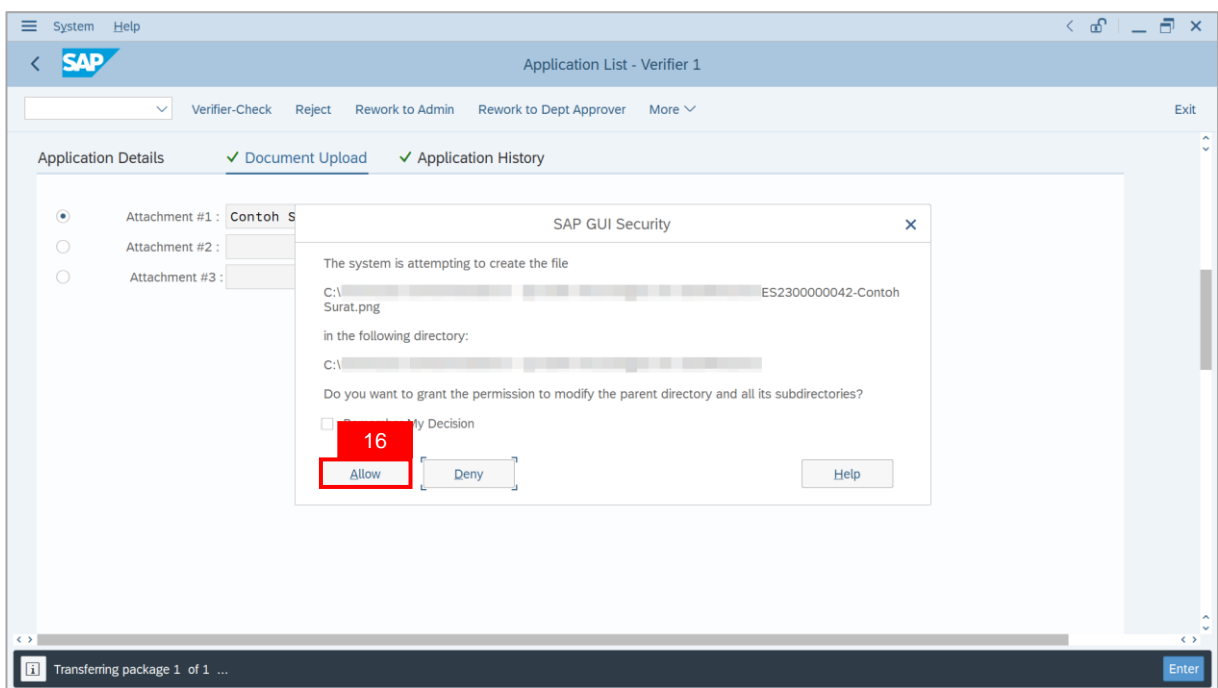 System Help
SAP
Application List - Verifier 1
Verifier-Check Reject Rework to Admin Rework to Dept Approver More Exit
Application Details Document Upload Application History
Attachment #1 : Contoh S
Attachment #2 :
Attachment #3 :
SAP GUI Security
The system is attempting to create the file
C:\ ES2300000042-Contoh
Surat.png
in the following directory:
C:\
Do you want to grant the permission to modify the parent directory and all its subdirectories?
My Decision
16
Allow Deny Help
Transferring package 1 of 1 ...
Enter